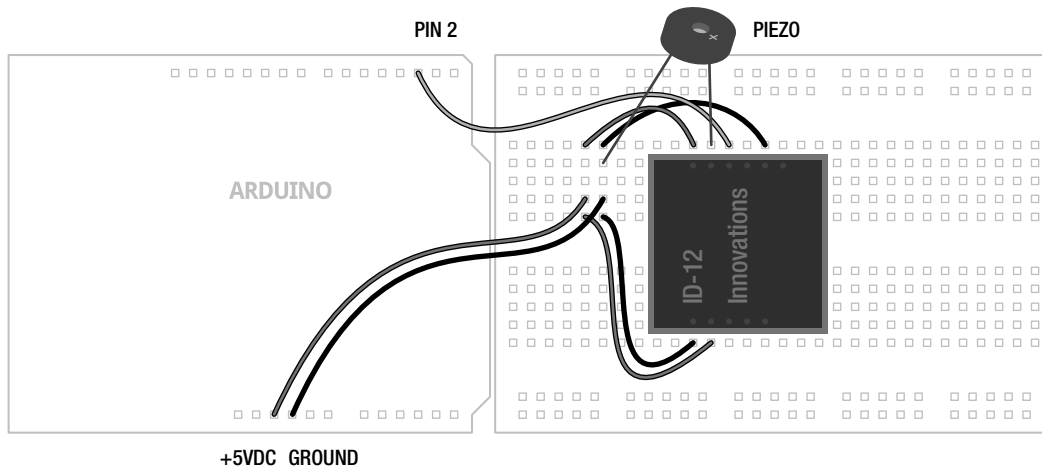 PIN 2
PIEZO
ARDUINO
ID-12
Innovations
+5VDC GROUND